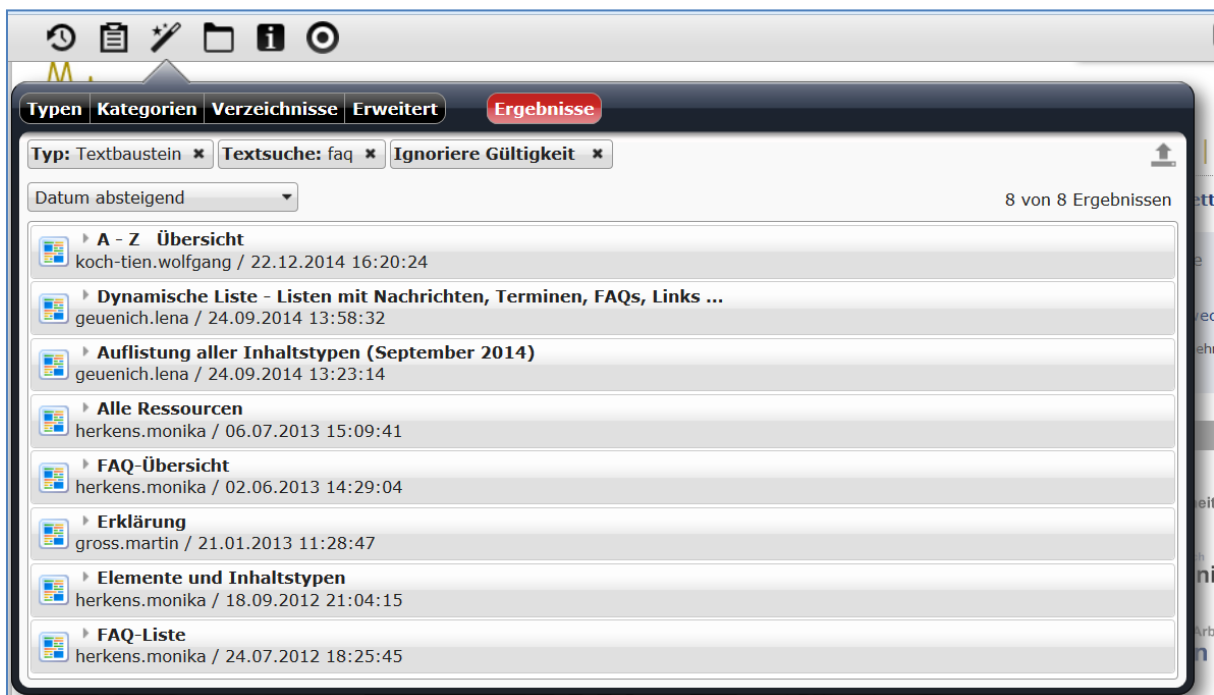 Typen Kategorien Verzeichnisse Erweitert Ergebnisse
Typ: Textbaustein × Textsuche: faq × Ignoriere Gültigkeit ×
Datum absteigend 8 von 8 Ergebnissen
A - Z Übersicht
koch-tien.wolfgang / 22.12.2014 16:20:24
Dynamische Liste - Listen mit Nachrichten, Terminen, FAQs, Links ...
geuenich.lena / 24.09.2014 13:58:32
Auflistung aller Inhaltstypen (September 2014)
geuenich.lena / 24.09.2014 13:23:14
Alle Ressourcen
herkens.monika / 06.07.2013 15:09:41
FAQ-Übersicht
herkens.monika / 02.06.2013 14:29:04
Erklärung
gross.martin / 21.01.2013 11:28:47
Elemente und Inhaltstypen
herkens.monika / 18.09.2012 21:04:15
FAQ-Liste
herkens.monika / 24.07.2012 18:25:45